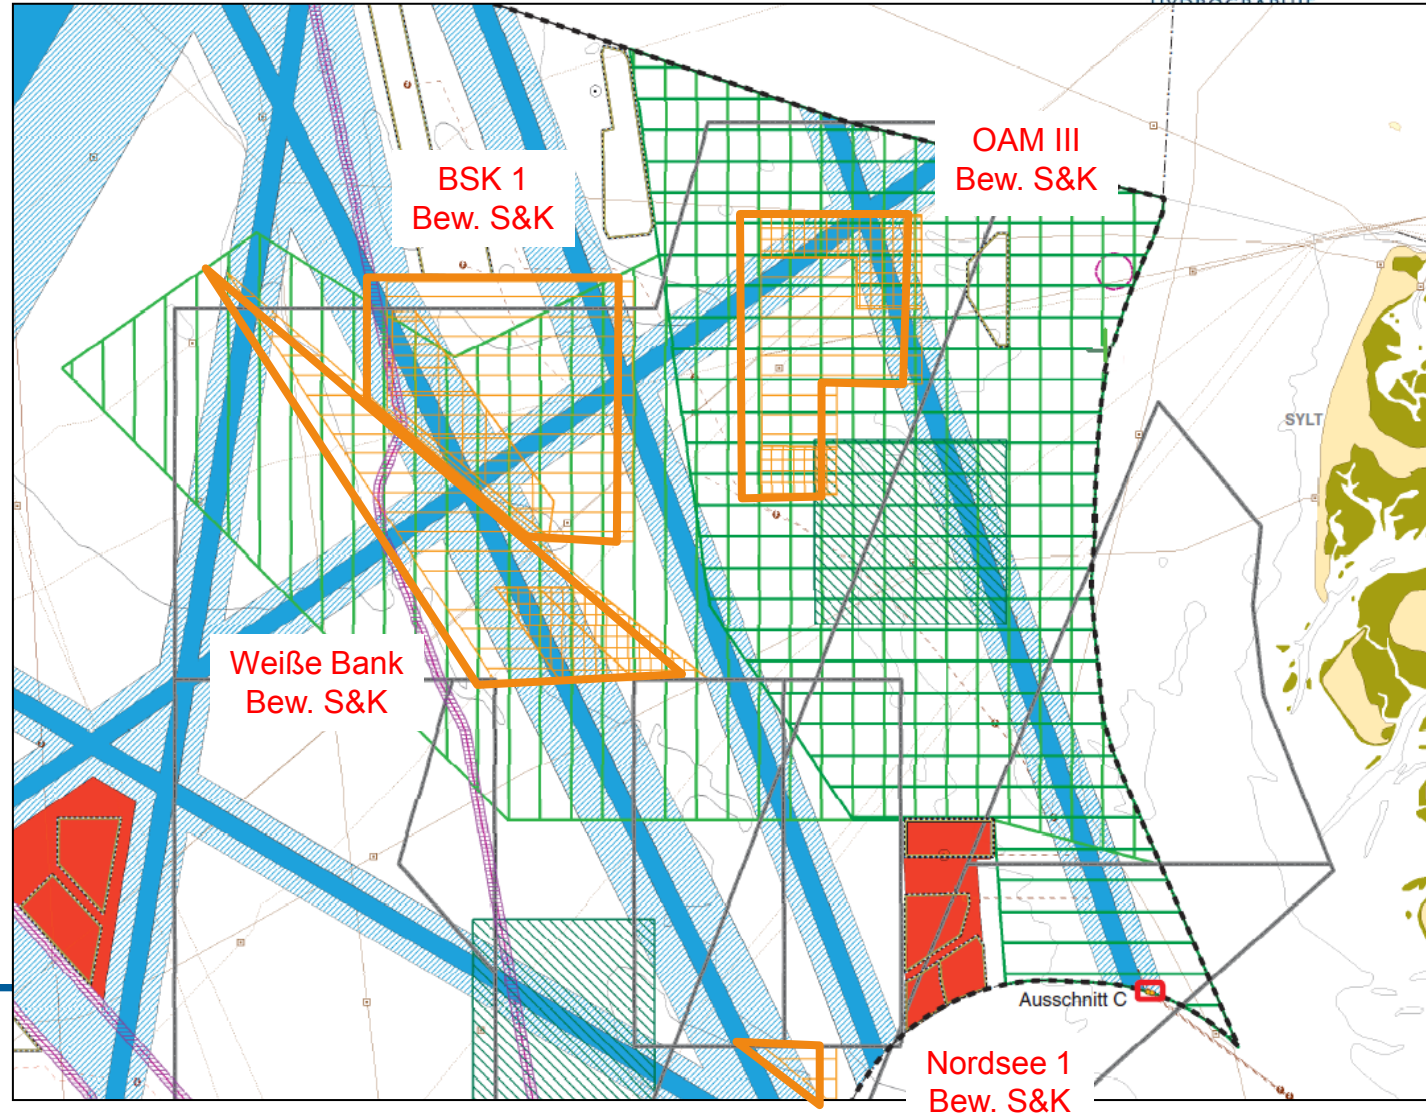 OAM III
Bew. S&K
BSK 1
Bew. S&K
SYLT
Weiße Bank
Bew. S&K
Ausschnitt C
Nordsee 1
Bew. S&K